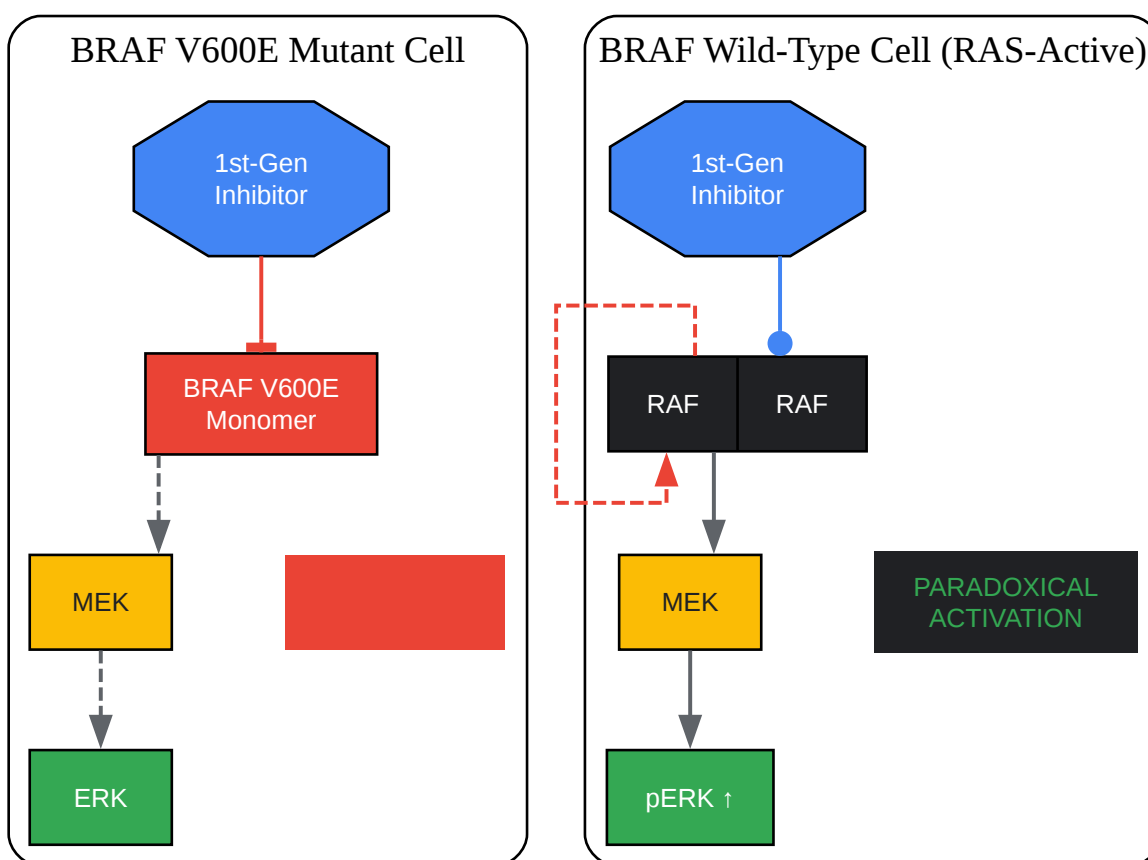 BRAF V600E Mutant Cell
1st-Gen
Inhibitor
BRAF V600E
Monomer
MEK
ERK
BRAF Wild-Type Cell (RAS-Active)
1st-Gen
Inhibitor
RAF
RAF
MEK
PARADOXICAL
ACTIVATION
pERK ↑